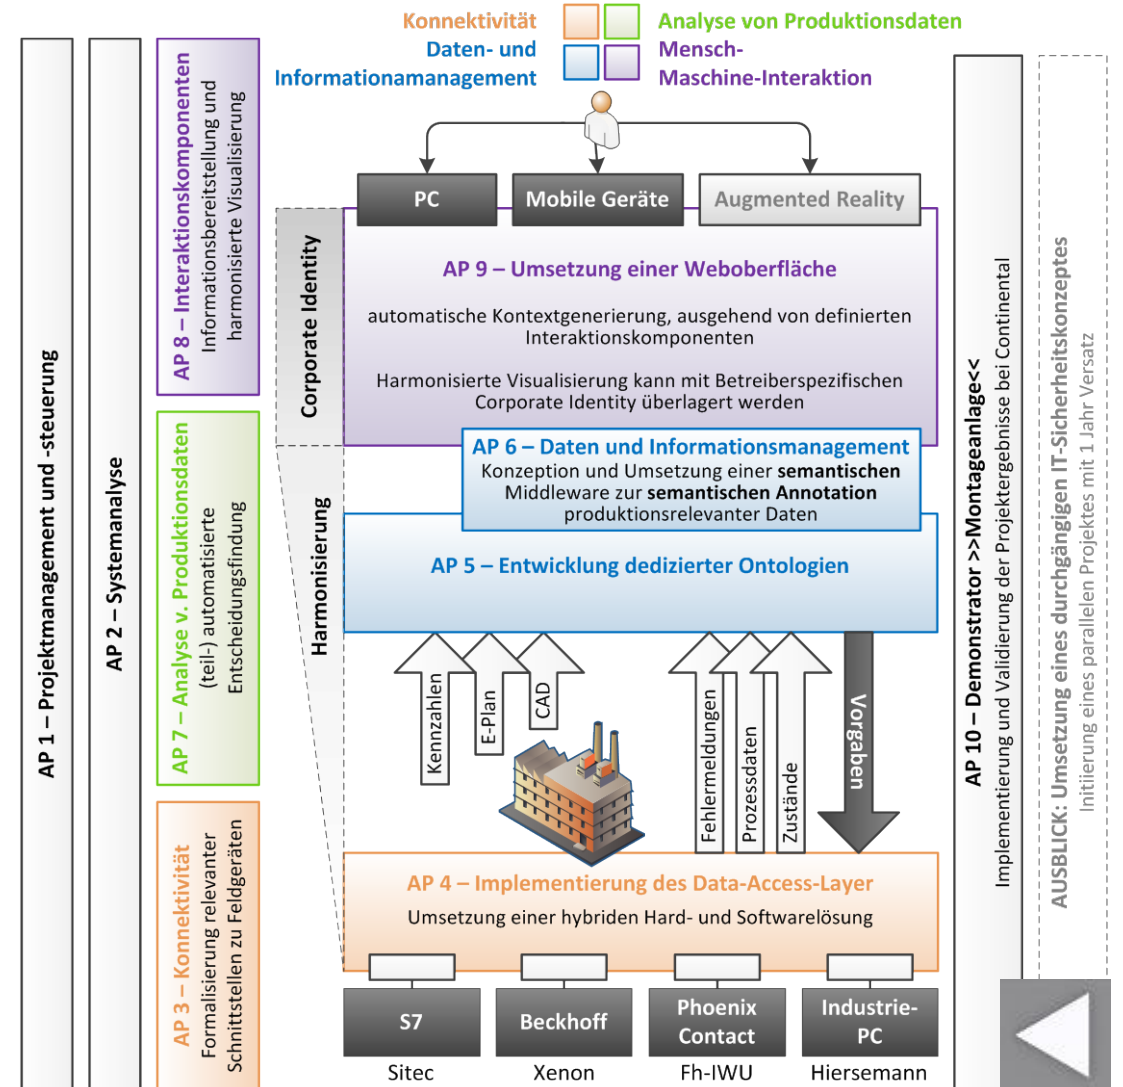 Konnektivität
Daten- und
Informationamanagement
Analyse von Produktionsdaten
Mensch-
Maschine-Interaktion
AP 1 – Projektmanagement und -steuerung
AP 2 – Systemanalyse
AP 8 – Interaktionskomponenten
Informationsbereitstellung und
harmonisierte Visualisierung
AP 7 – Analyse v. Produktionsdaten
(teil-) automatisierte
Entscheidungsfindung
AP 3 – Konnektivität
Formalisierung relevanter
Schnittstellen zu Feldgeräten
Corporate Identity
Harmonisierung
PC
Mobile Geräte
Augmented Reality
AP 9 – Umsetzung einer Weboberfläche
automatische Kontextgenerierung, ausgehend von definierten
Interaktionskomponenten
Harmonisierte Visualisierung kann mit Betreiberspezifischen
Corporate Identity überlagert werden
AP 6 – Daten und Informationsmanagement
Konzeption und Umsetzung einer semantischen
Middleware zur semantischen Annotation
produktionsrelevanter Daten
AP 5 – Entwicklung dedizierter Ontologien
Kennzahlen
E-Plan
CAD
Fehlermeldungen
Prozessdaten
Zustände
Vorgaben
AP 4 – Implementierung des Data-Access-Layer
Umsetzung einer hybriden Hard- und Softwarelösung
S7
Beckhoff
Phoenix
Contact
Industrie-
PC
Sitec
Xenon
Fh-IWU
Hiersemann
AP 10 – Demonstrator >>Montageanlage<<
Implementierung und Validierung der Projektergebnisse bei Continental
AUSBLICK: Umsetzung eines durchgängigen IT-Sicherheitskonzeptes
Initiierung eines parallelen Projektes mit 1 Jahr Versatz